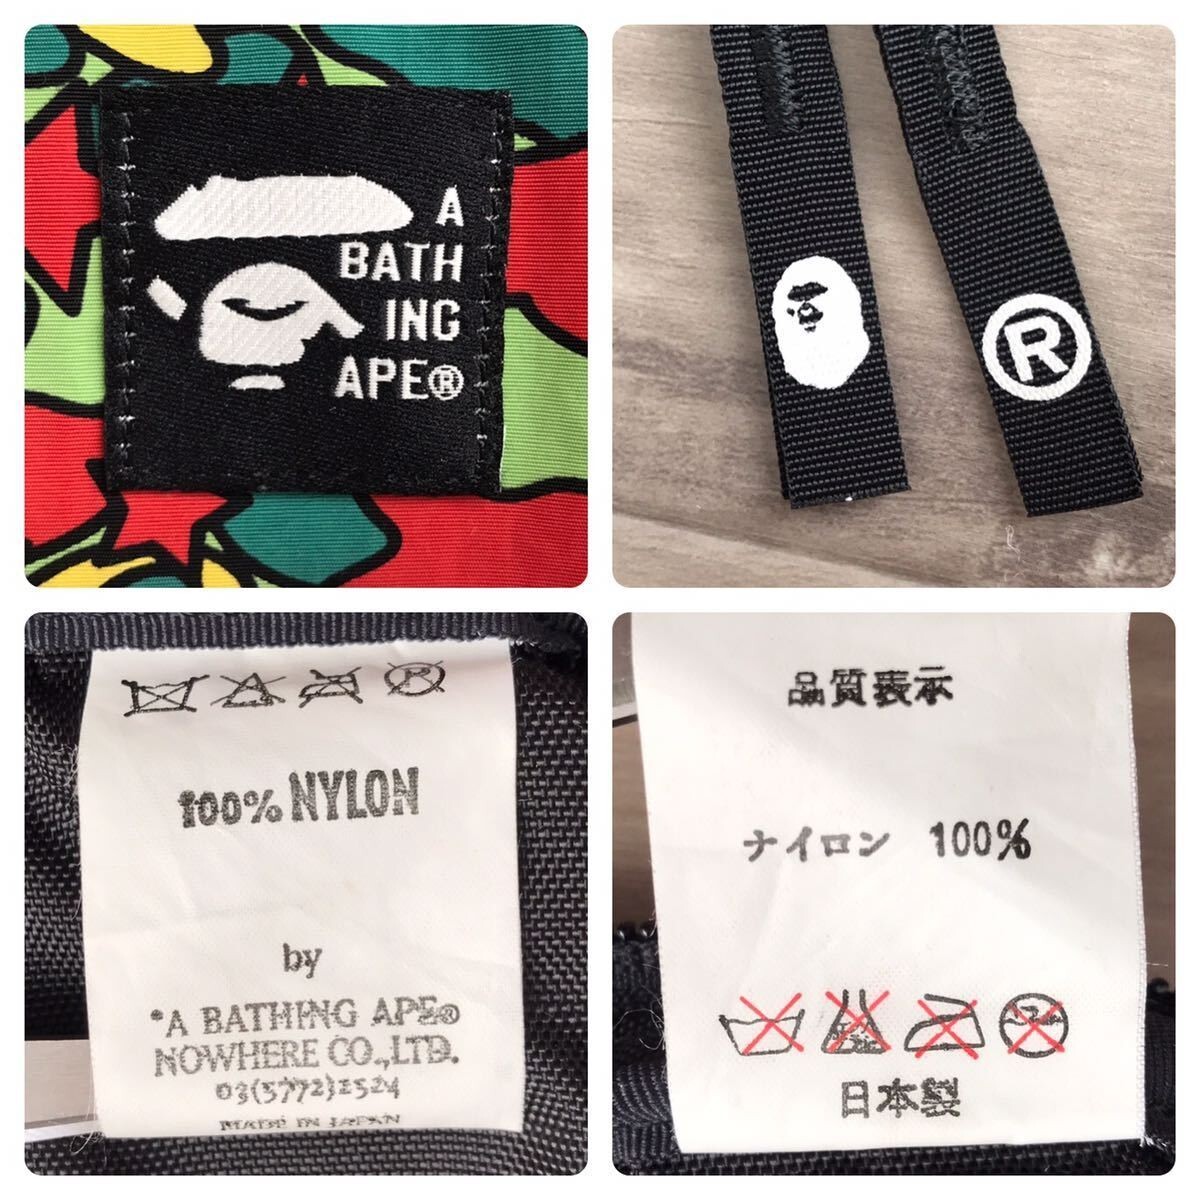 A
BATH
ING
APE®
®
100% NYLON
by
*A BATHING APE®
NOWHERE CO.,LTD.
03(5772)2524
MADE IN JAPAN
品質表示
ナイロン 100%
日本製